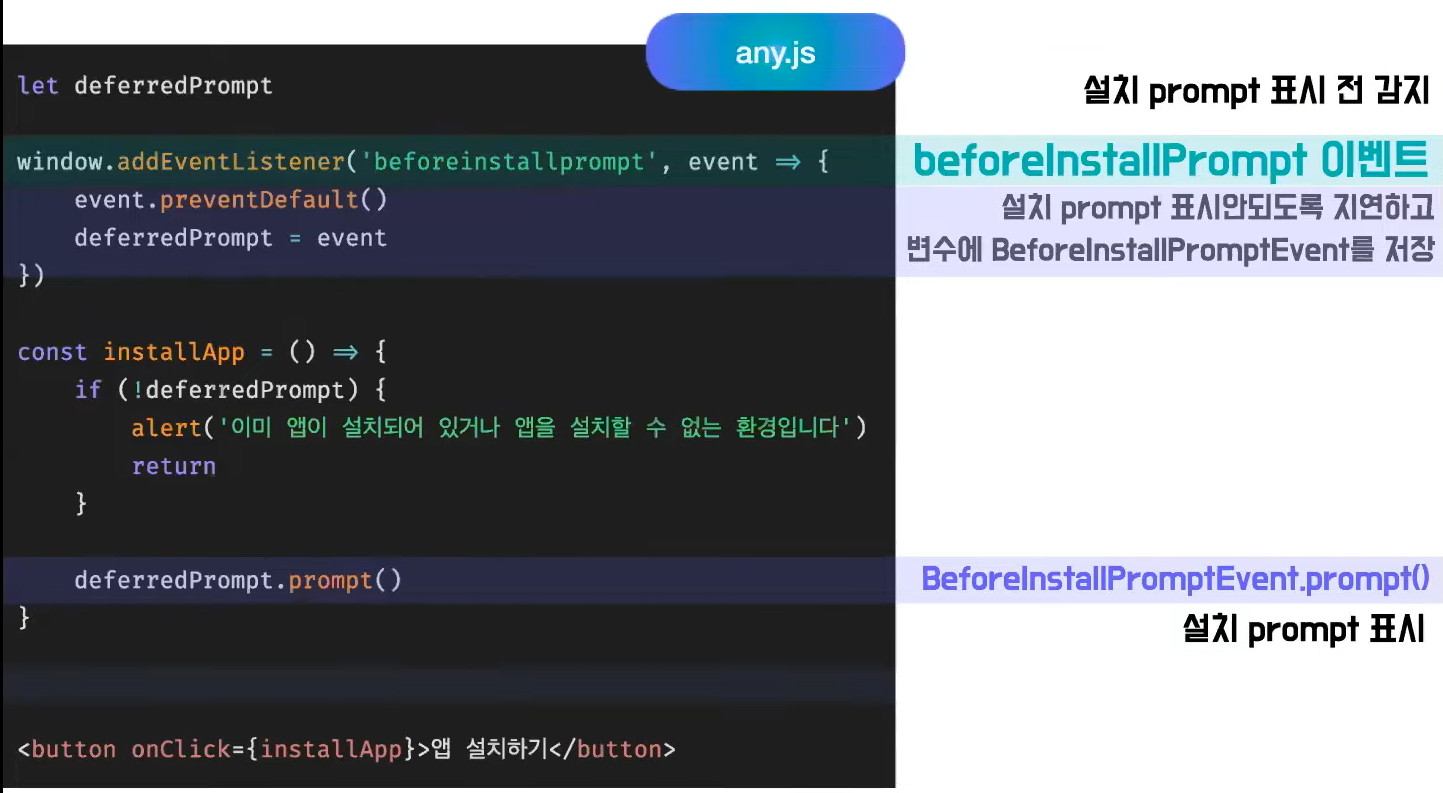 any.js
let deferredPrompt
설치 prompt 표시 전 감지
window.addEventListener('beforeinstallprompt', event => {
beforeInstallPrompt 이벤트
event.preventDefault()
설치 prompt 표시안되도록 지연하고
deferredPrompt = event
변수에 BeforeInstallPromptEvent를 저장
})
const installApp = () => {
if (!deferredPrompt) {
alert('이미 앱이 설치되어 있거나 앱을 설치할 수 없는 환경입니다')
return
}
deferredPrompt.prompt()
BeforeInstallPromptEvent.prompt()
}
설치 prompt 표시
<button onClick={installApp}>앱 설치하기</button>